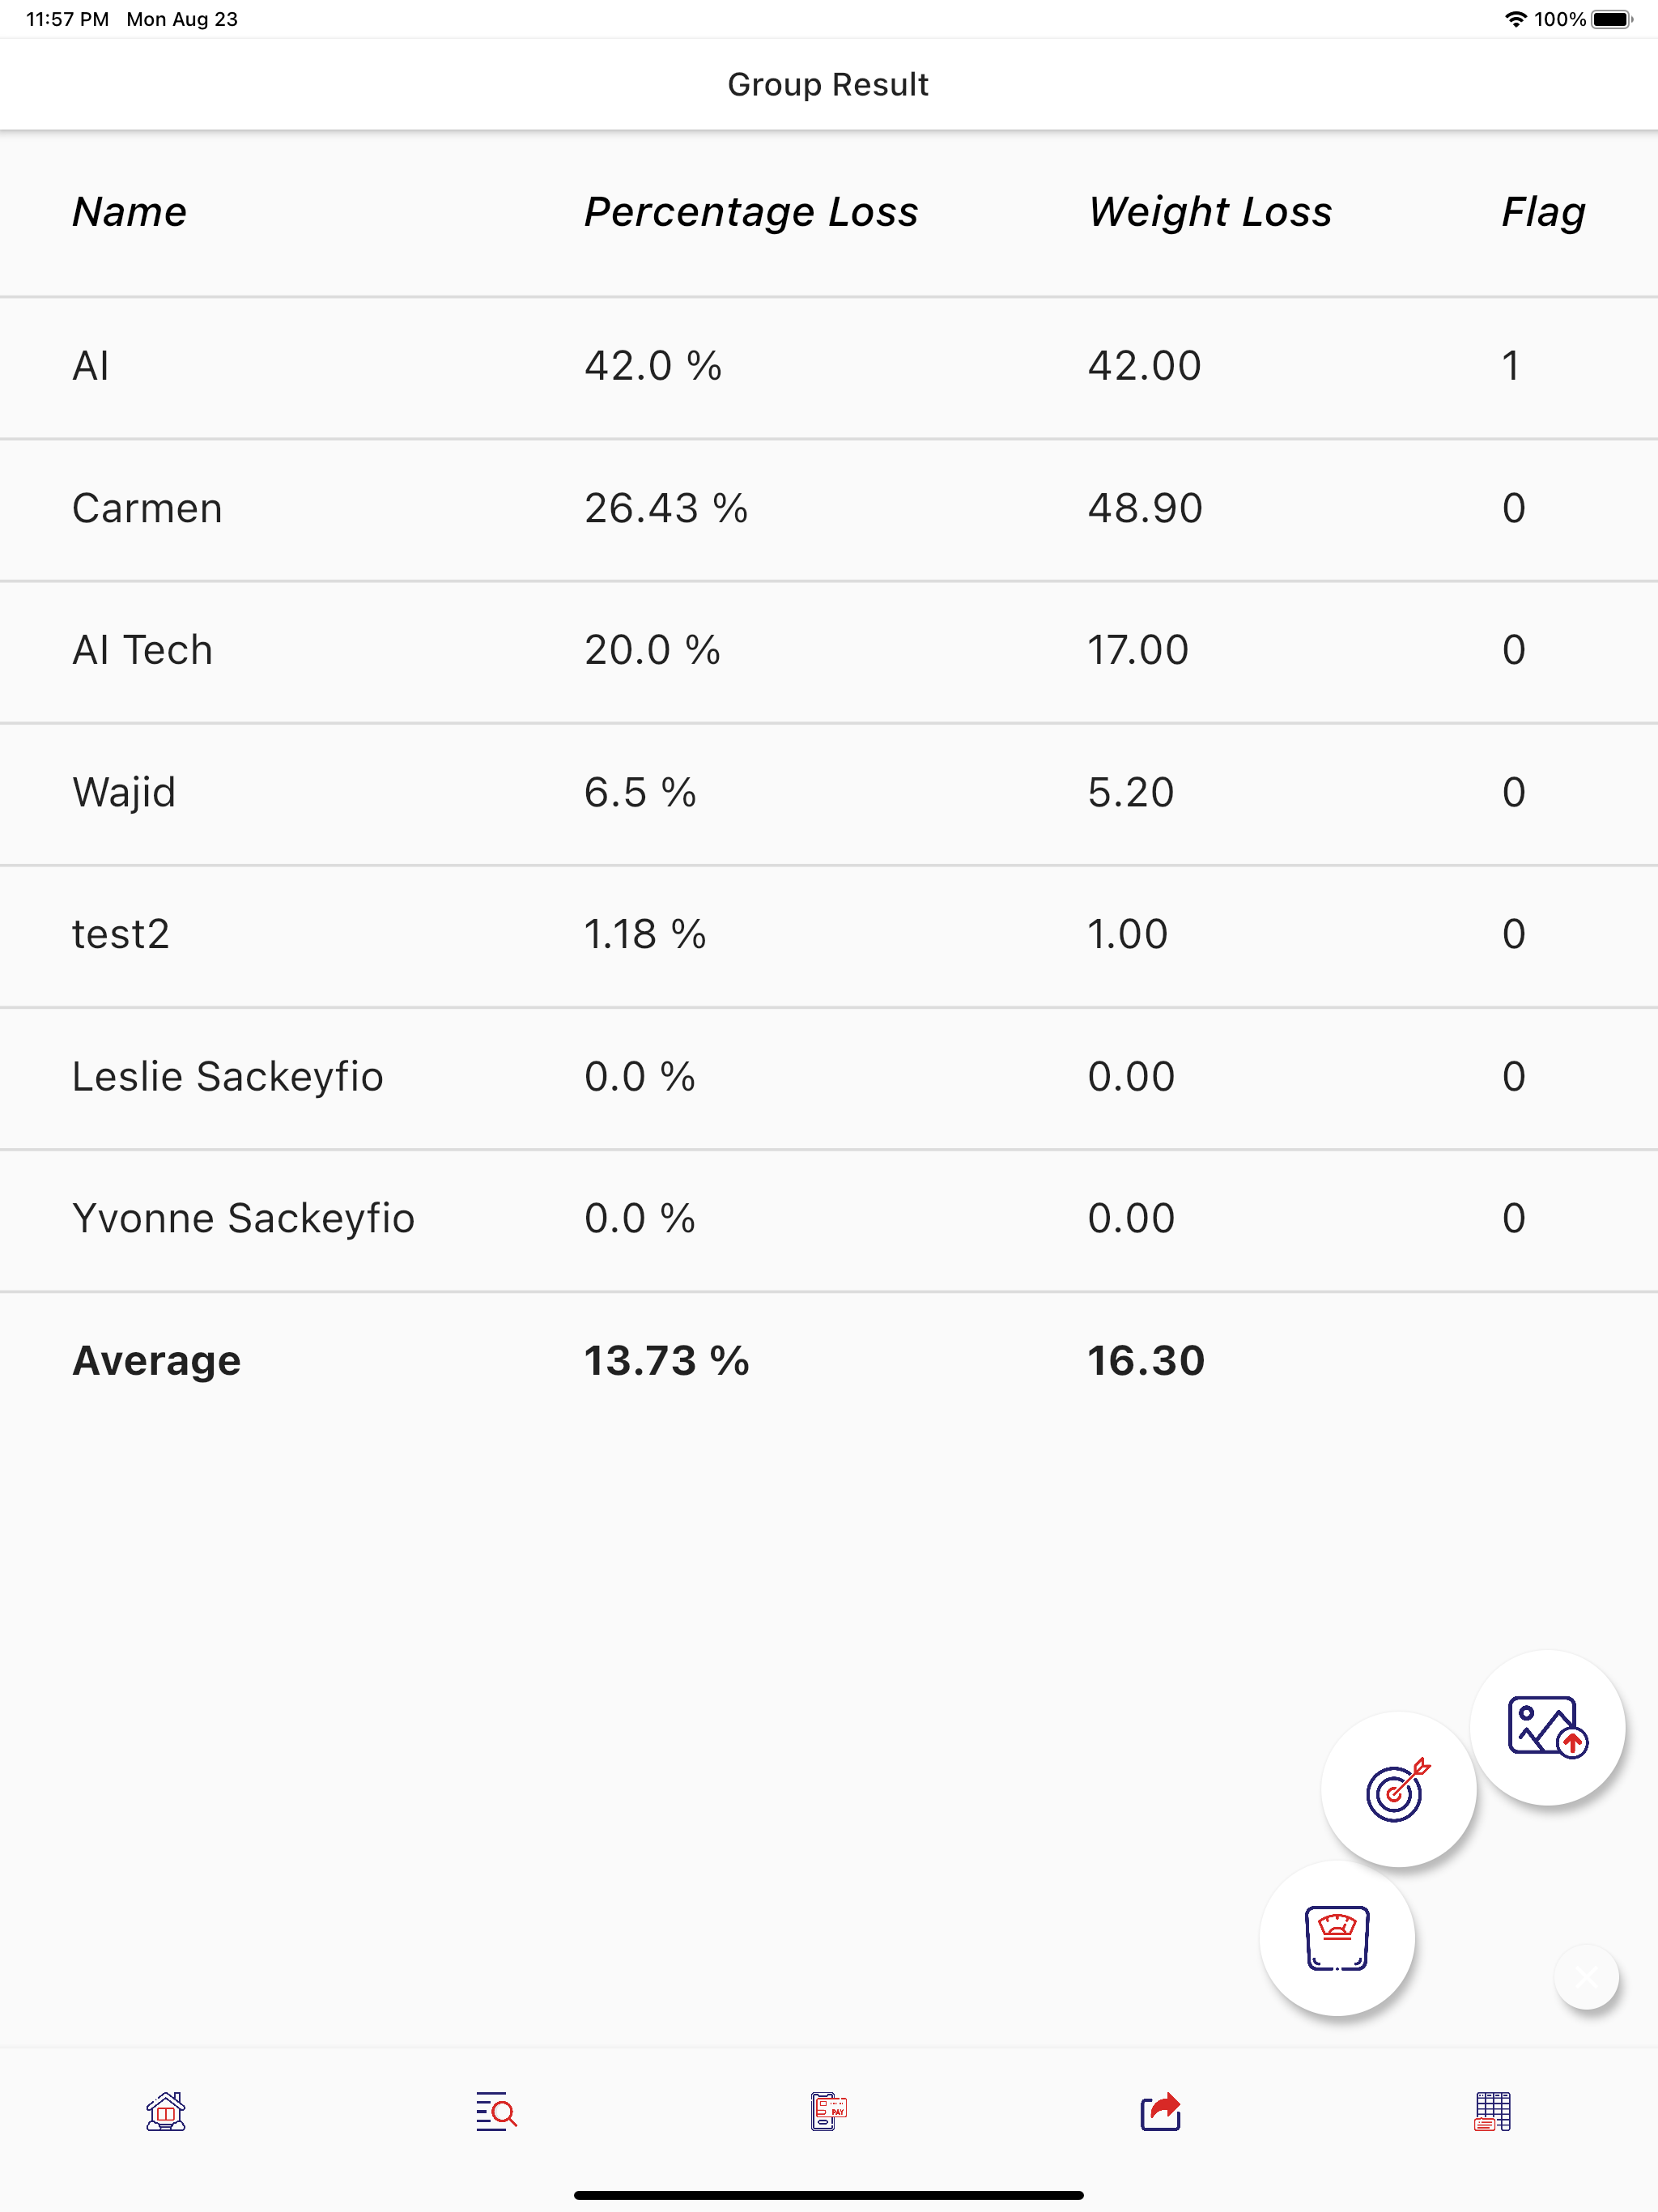 11:57 PM Mon Aug 23 100%
Group Result
Name Percentage Loss Weight Loss Flag
AI 42.0 % 42.00 1
Carmen 26.43 % 48.90 0
AI Tech 20.0 % 17.00 0
Wajid 6.5 % 5.20 0
test2 1.18 % 1.00 0
Leslie Sackeyfio 0.0 % 0.00 0
Yvonne Sackeyfio 0.0 % 0.00 0
Average 13.73 % 16.30
PAY